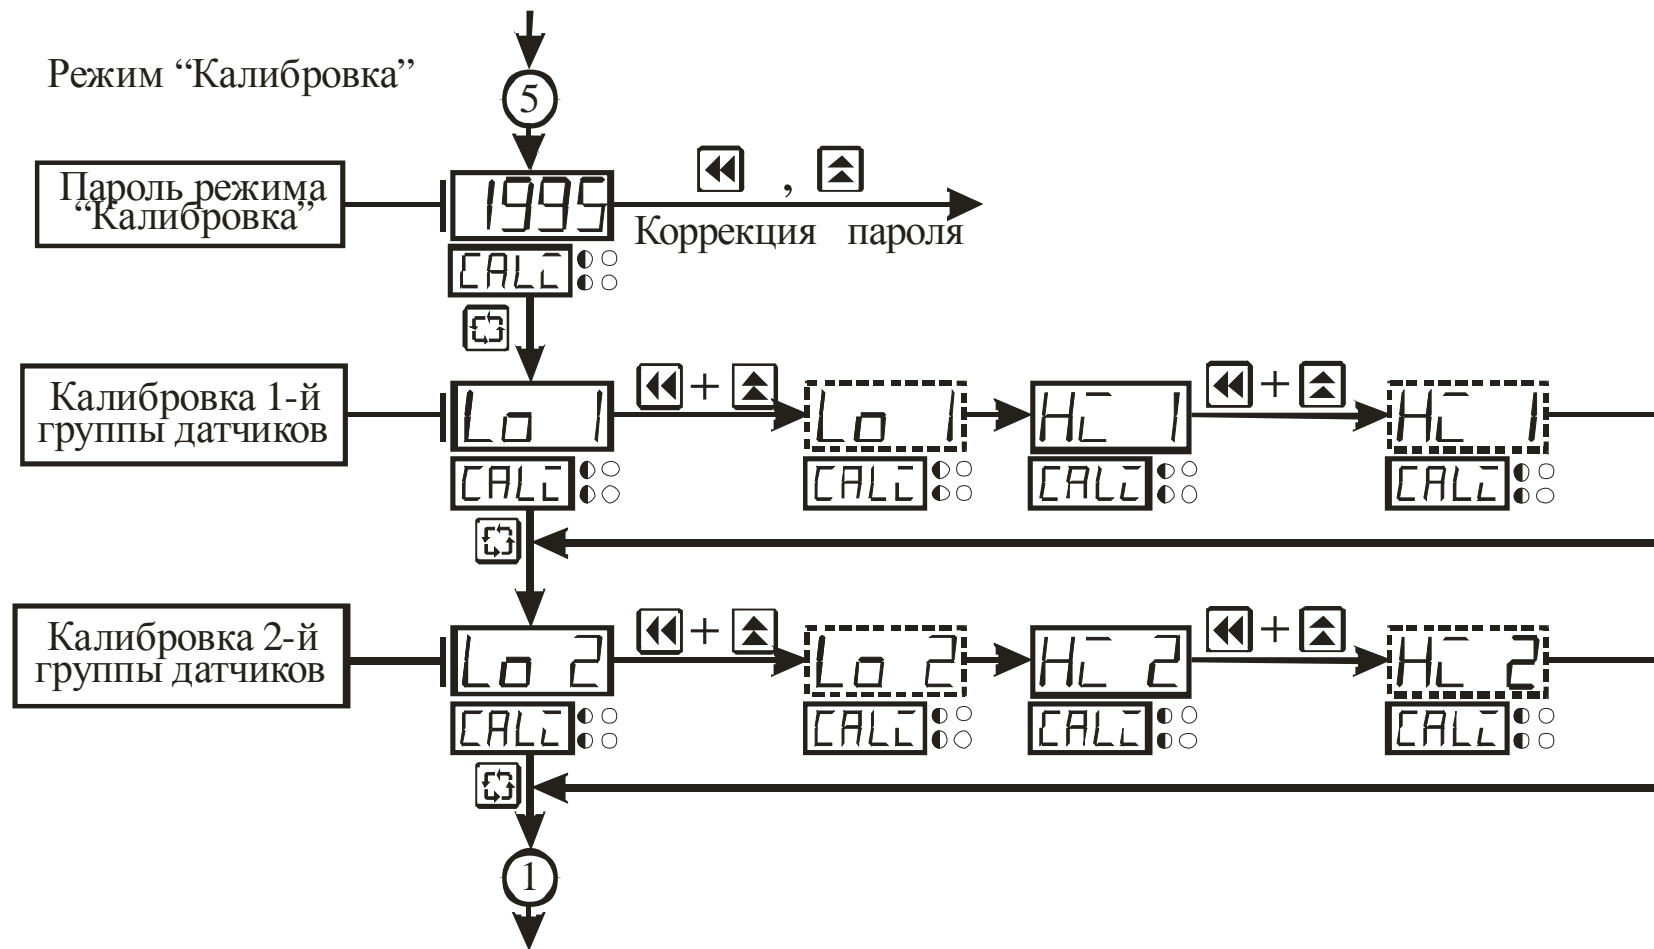 Режим “Калибровка”
5
Пароль режима
“Калибровка”
1995
,
Коррекция пароля
CALi
Калибровка 1-й
группы датчиков
Lo 1
+
Lo 1
Hi 1
+
Hi 1
CALi
CALi
CALi
CALi
Калибровка 2-й
группы датчиков
Lo 2
+
Lo 2
Hi 2
+
Hi 2
CALi
CALi
CALi
CALi
1